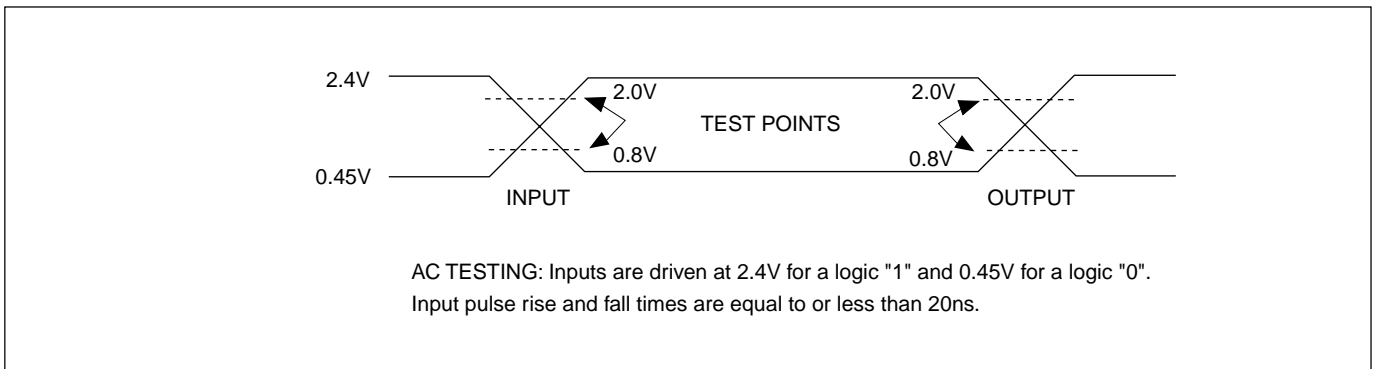 2.4V
2.0V
2.0V
TEST POINTS
0.8V
0.8V
0.45V
INPUT
OUTPUT
AC TESTING: Inputs are driven at 2.4V for a logic "1" and 0.45V for a logic "0".
Input pulse rise and fall times are equal to or less than 20ns.